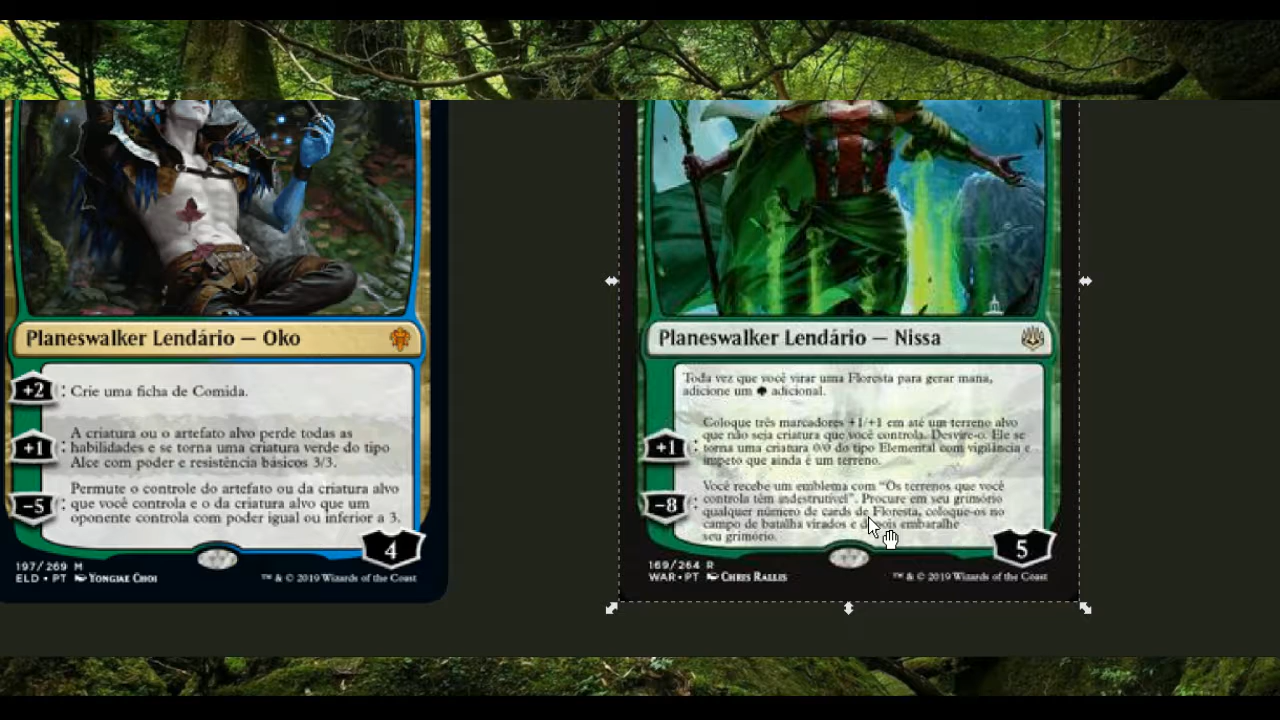 Planeswalker Lendário — Oko
+2 : Crie uma ficha de Comida.
A criatura ou o artefato alvo perde todas as
+1 : habilidades e se torna uma criatura verde do tipo
Alce com poder e resistência básicos 3/3.
Permute o controle do artefato ou da criatura alvo
−5 : que você controla e o da criatura alvo que um
oponente controla com poder igual ou inferior a 3.
4
197/269 M
ELD • PT Yongjae Choi
™ & © 2019 Wizards of the Coast
Planeswalker Lendário — Nissa
Toda vez que você virar uma Floresta para gerar mana,
adicione um adicional.
Coloque três marcadores +1/+1 em até um terreno alvo
que não seja criatura que você controla. Desvire-o. Ele se
+1 : torna uma criatura 0/0 do tipo Elemental com vigilância e
ímpeto que ainda é um terreno.
Você recebe um emblema com “Os terrenos que você
controla têm indestrutível”. Procure em seu grimório
−8 : qualquer número de cards de Floresta, coloque-os no
campo de batalha virados e depois embaralhe
seu grimório.
5
169/264 R
WAR • PT Chris Rallis
™ & © 2019 Wizards of the Coast